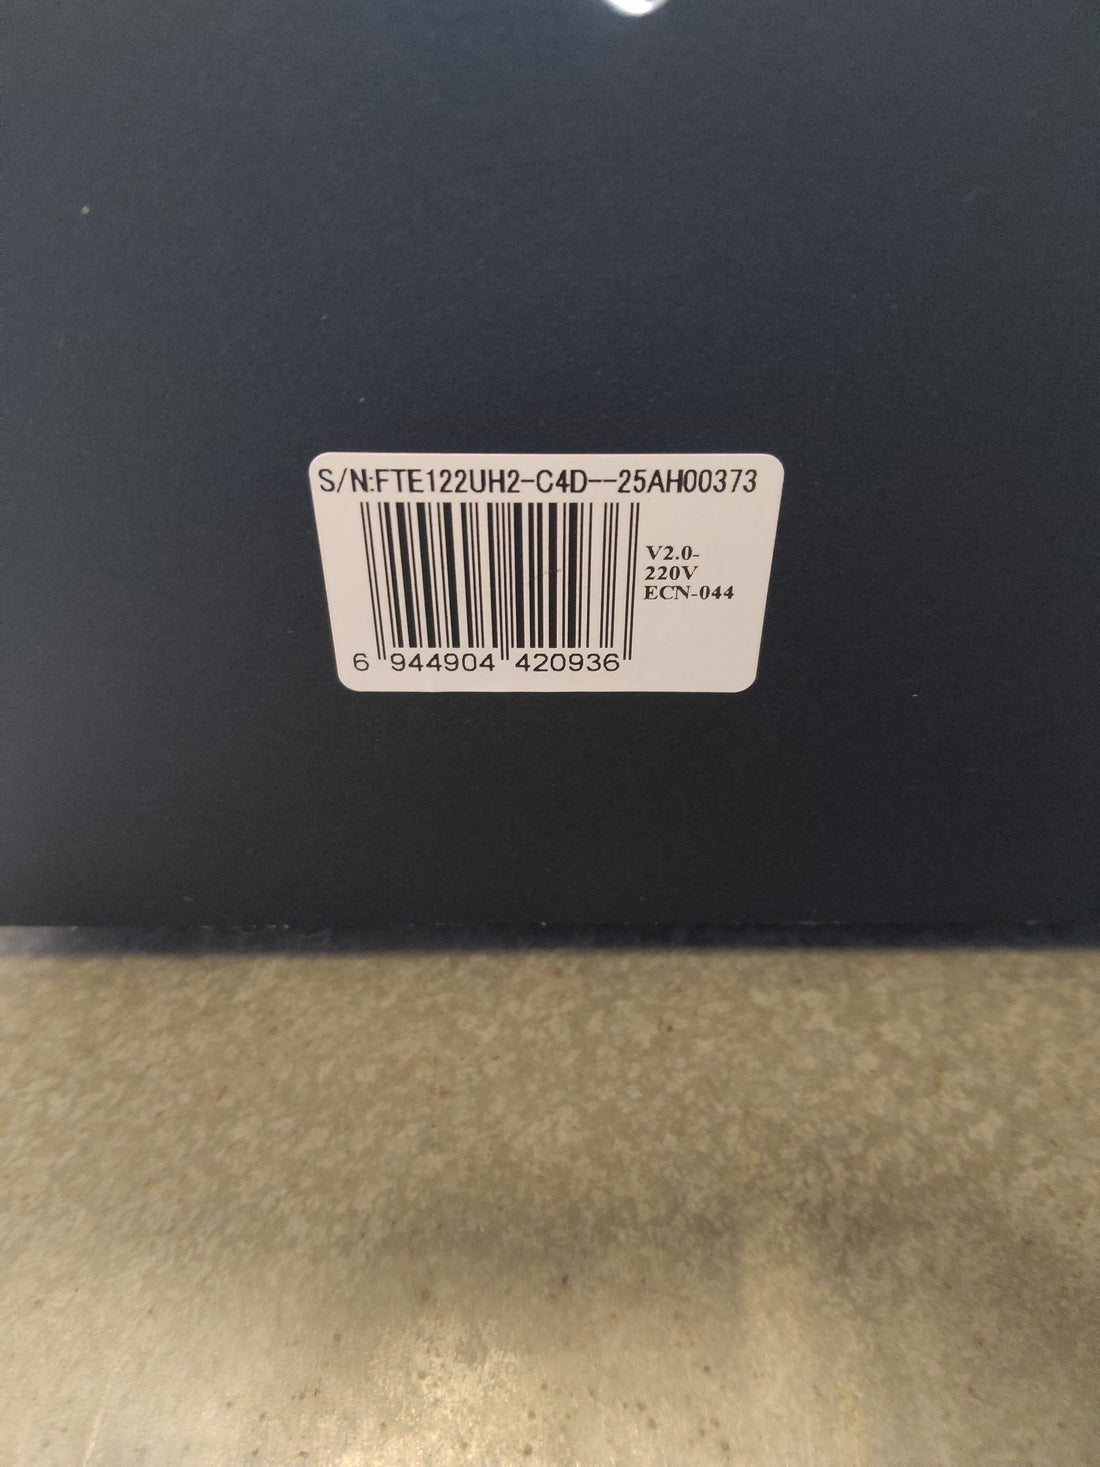 S/N:FTE122UH2-C4D--25AH00373
V2.0-
220V
ECN-044
6 944904 420936